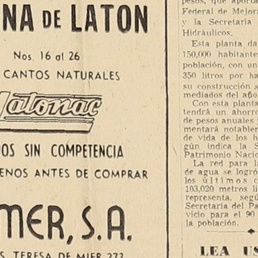 NA DE LATON
Nos 16 al 26
CANTOS NATURALES
Latonac
OS SIN COMPETENCIA
ENOS ANTES DE COMPRAR
MER, S.A.
S. TERESA DE MIER 273
pesos, que aporta
Federal de Mejor
y la Secretaría
Hidráulicos.
Esta planta da
150,000 habitante
población, con un
350 litros por ha
su construcción s
mediados del año
Con esta planta
tendrá un ahorro
de pesos anuales y
mentará notablem
de vida de los h
gún indica la S
Patrimonio Nacio
La red para la
de agua se logró
los últimos
103,020 metros li
representa, según
Secretaría del Pa
vicio para el 90
la población.
LEA US